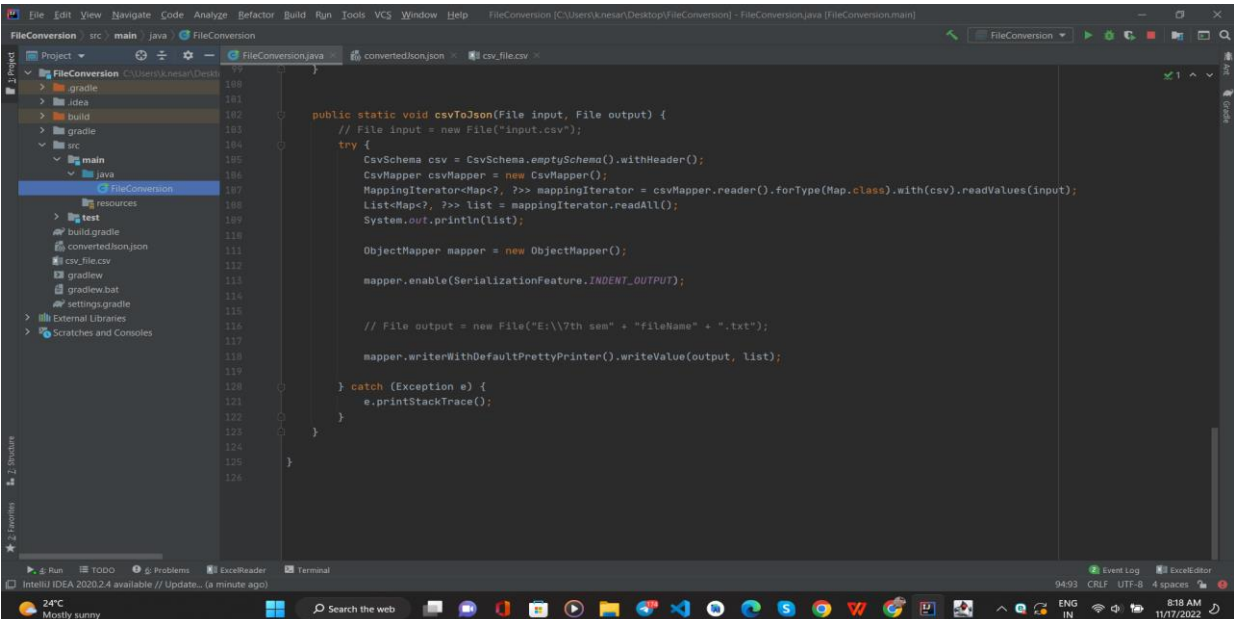 File Edit View Navigate Code Analyze Refactor Build Run Tools VCS Window Help FileConversion [C:\Users\k.nesar\Desktop\FileConversion] - FileConversion.java [FileConversion.main]
FileConversion src main java FileConversion
FileConversion
Project
FileConversion.java
convertedJson.json
csv_file.csv
1: Project
FileConversion C:\Users\k.nesar\Deskt
.gradle
.idea
build
gradle
src
main
java
FileConversion
resources
test
build.gradle
convertedJson.json
csv_file.csv
gradlew
gradlew.bat
settings.gradle
External Libraries
Scratches and Consoles
99 }
100
101
102 public static void csvToJson(File input, File output) {
103 // File input = new File("input.csv");
104 try {
105 CsvSchema csv = CsvSchema.emptySchema().withHeader();
106 CsvMapper csvMapper = new CsvMapper();
107 MappingIterator<Map<?, ?>> mappingIterator = csvMapper.reader().forType(Map.class).with(csv).readValues(input);
108 List<Map<?, ?>> list = mappingIterator.readAll();
109 System.out.println(list);
110
111 ObjectMapper mapper = new ObjectMapper();
112
113 mapper.enable(SerializationFeature.INDENT_OUTPUT);
114
115
116 // File output = new File("E:\\7th sem" + "fileName" + ".txt");
117
118 mapper.writerWithDefaultPrettyPrinter().writeValue(output, list);
119
120 } catch (Exception e) {
121 e.printStackTrace();
122 }
123 }
124
125 }
126
1
Ant
Gradle
Z: Structure
2: Favorites
4: Run TODO 6: Problems ExcelReader Terminal
2 Event Log ExcelEditor
IntelliJ IDEA 2020.2.4 available // Update... (a minute ago)
94:93 CRLF UTF-8 4 spaces
24°C
Mostly sunny
Search the web
ENG
IN
8:18 AM
11/17/2022